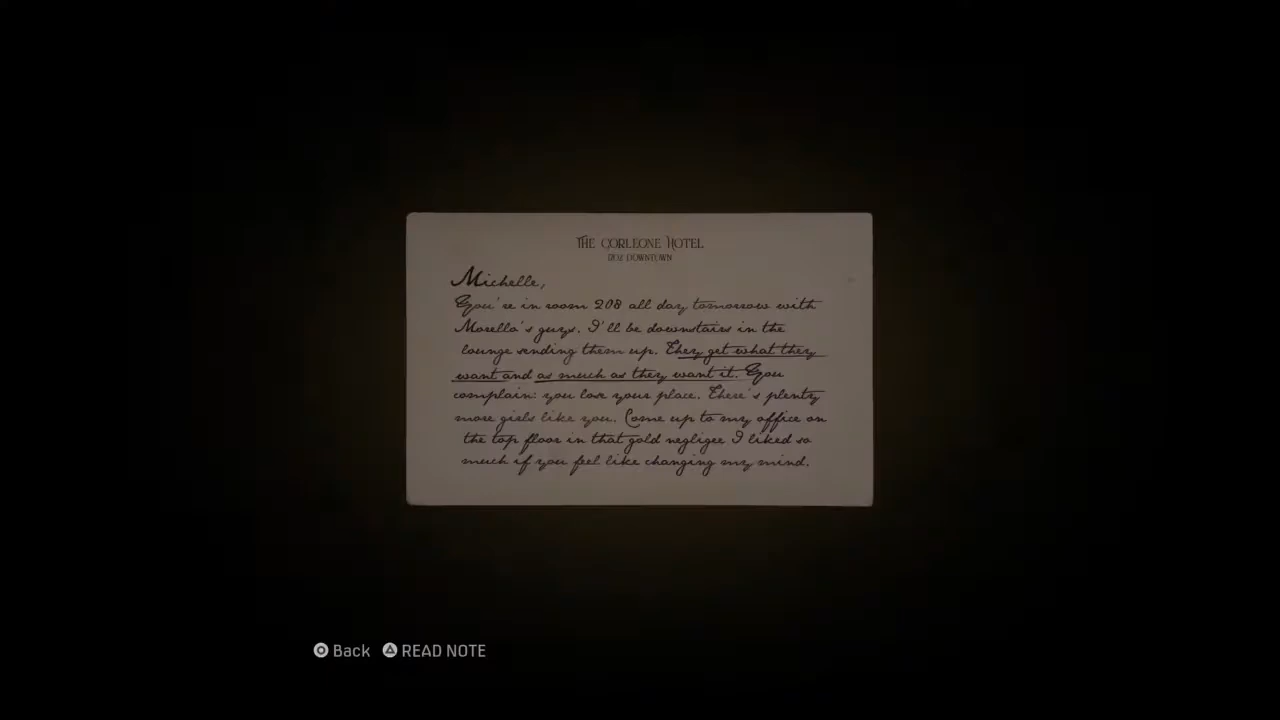 THE CORLEONE HOTEL
ROZ DOWNTOWN
Michelle,
You're in room 208 all day tomorrow with
Morello's guys. I'll be downstairs in the
lounge sending them up. They get what they
want and as much as they want it. You
complain: you lose your place. There's plenty
more girls like you. Come up to my office on
the top floor in that gold negligee I liked so
much if you feel like changing my mind.
Back READ NOTE